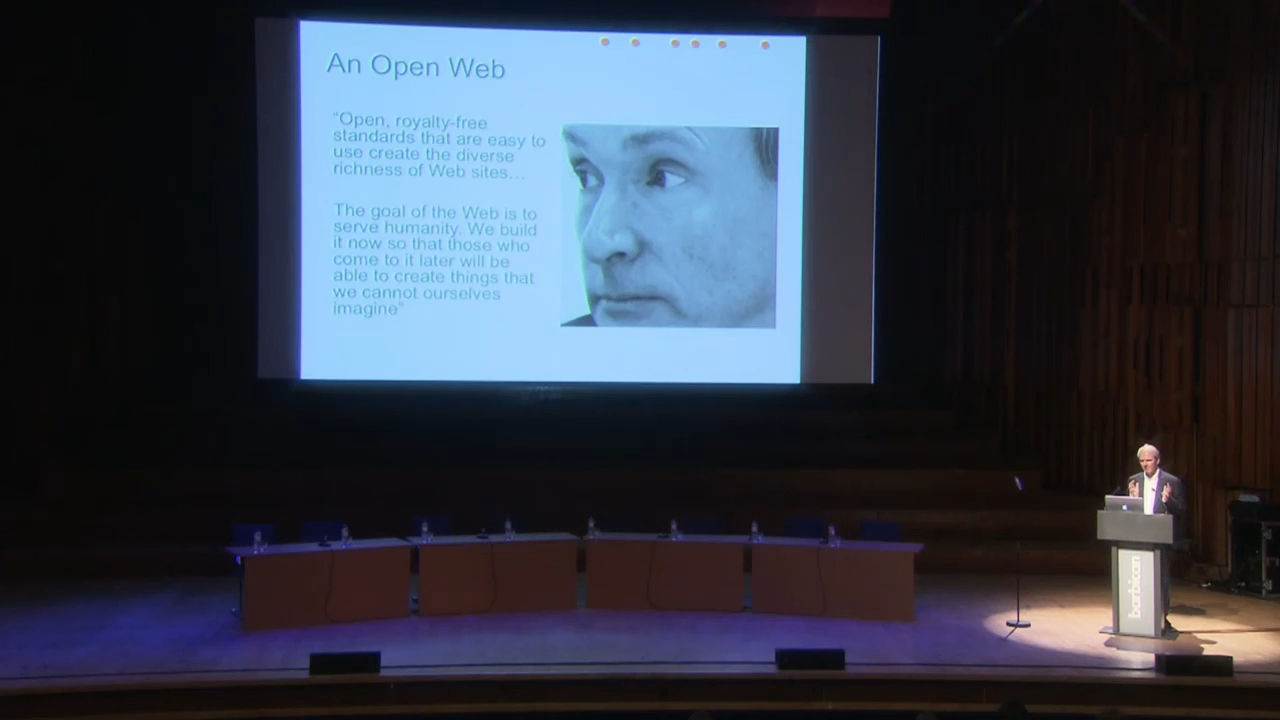 An Open Web
“Open, royalty-free
standards that are easy to
use create the diverse
richness of Web sites…
The goal of the Web is to
serve humanity. We build
it now so that those who
come to it later will be
able to create things that
we cannot ourselves
imagine”
barbican